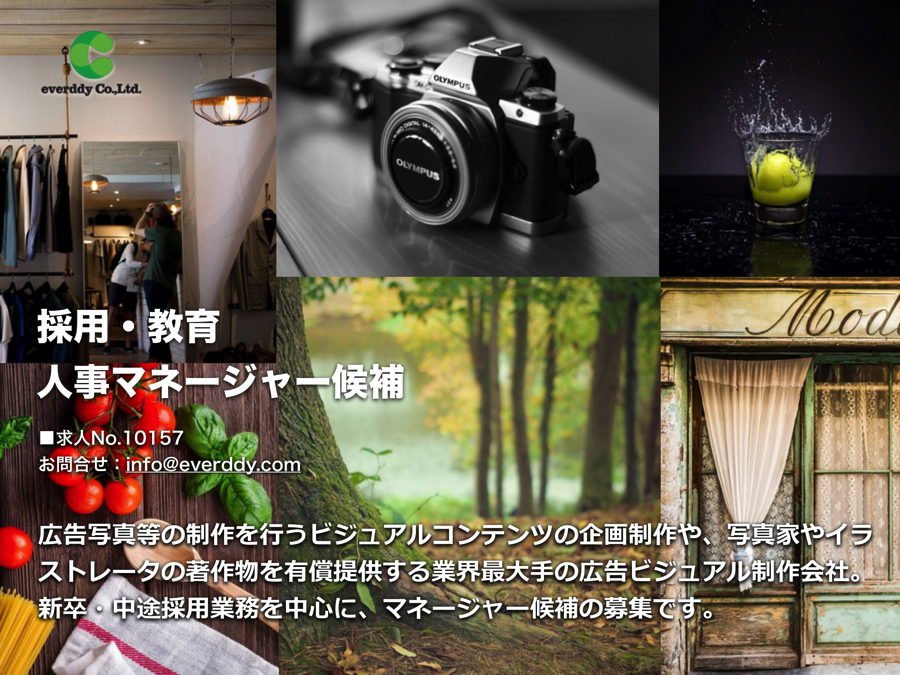 everddy Co.,Ltd.
OLYMPUS
OLYMPUS
採用・教育
人事マネージャー候補
■求人No.10157
お問合せ：info@everddy.com
広告写真等の制作を行うビジュアルコンテンツの企画制作や、写真家やイラ
ストレータの著作物を有償提供する業界最大手の広告ビジュアル制作会社。
新卒・中途採用業務を中心に、マネージャー候補の募集です。